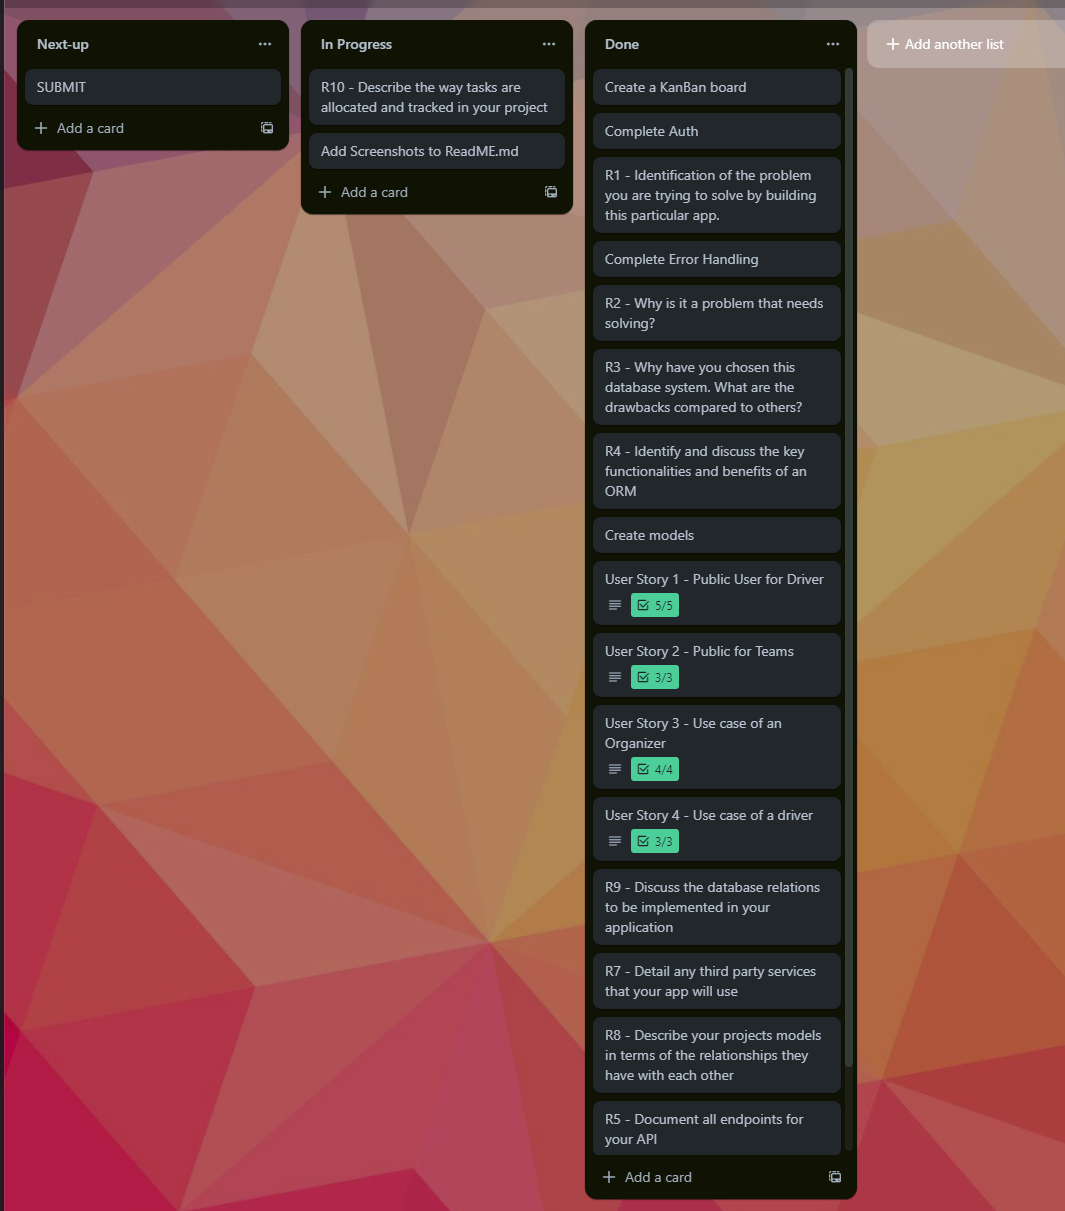 Next-up
SUBMIT
Add a card
In Progress
R10 - Describe the way tasks are
allocated and tracked in your project
Add Screenshots to ReadME.md
Add a card
Done
Create a KanBan board
Complete Auth
R1 - Identification of the problem
you are trying to solve by building
this particular app.
Complete Error Handling
R2 - Why is it a problem that needs
solving?
R3 - Why have you chosen this
database system. What are the
drawbacks compared to others?
R4 - Identify and discuss the key
functionalities and benefits of an
ORM
Create models
User Story 1 - Public User for Driver
5/5
User Story 2 - Public for Teams
3/3
User Story 3 - Use case of an
Organizer
4/4
User Story 4 - Use case of a driver
3/3
R9 - Discuss the database relations
to be implemented in your
application
R7 - Detail any third party services
that your app will use
R8 - Describe your projects models
in terms of the relationships they
have with each other
R5 - Document all endpoints for
your API
Add a card
Add another list